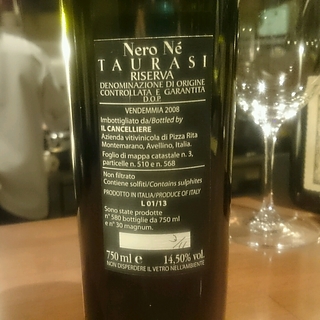 Nero Né
TAURASI
RISERVA
DENOMINAZIONE DI ORIGINE
CONTROLLATA E GARANTITA
D.O.P.
VENDEMMIA 2008
Imbottigliato da/Bottled by
IL CANCELLIERE
Azienda vitivinicola di Pizza Rita
Montemarano, Avellino, Italia.
Foglio di mappa catastale n. 3,
particelle n. 510 e n. 568
Non filtrato
Contiene solfiti/Contains sulphites
PRODOTTO IN ITALIA/PRODUCE OF ITALY
L 01/13
Sono state prodotte
n° 580 bottiglie da 750 ml
e n° 30 magnum.
750 ml e 14,50% vol.
NON DISPERDERE IL VETRO NELL'AMBIENTE